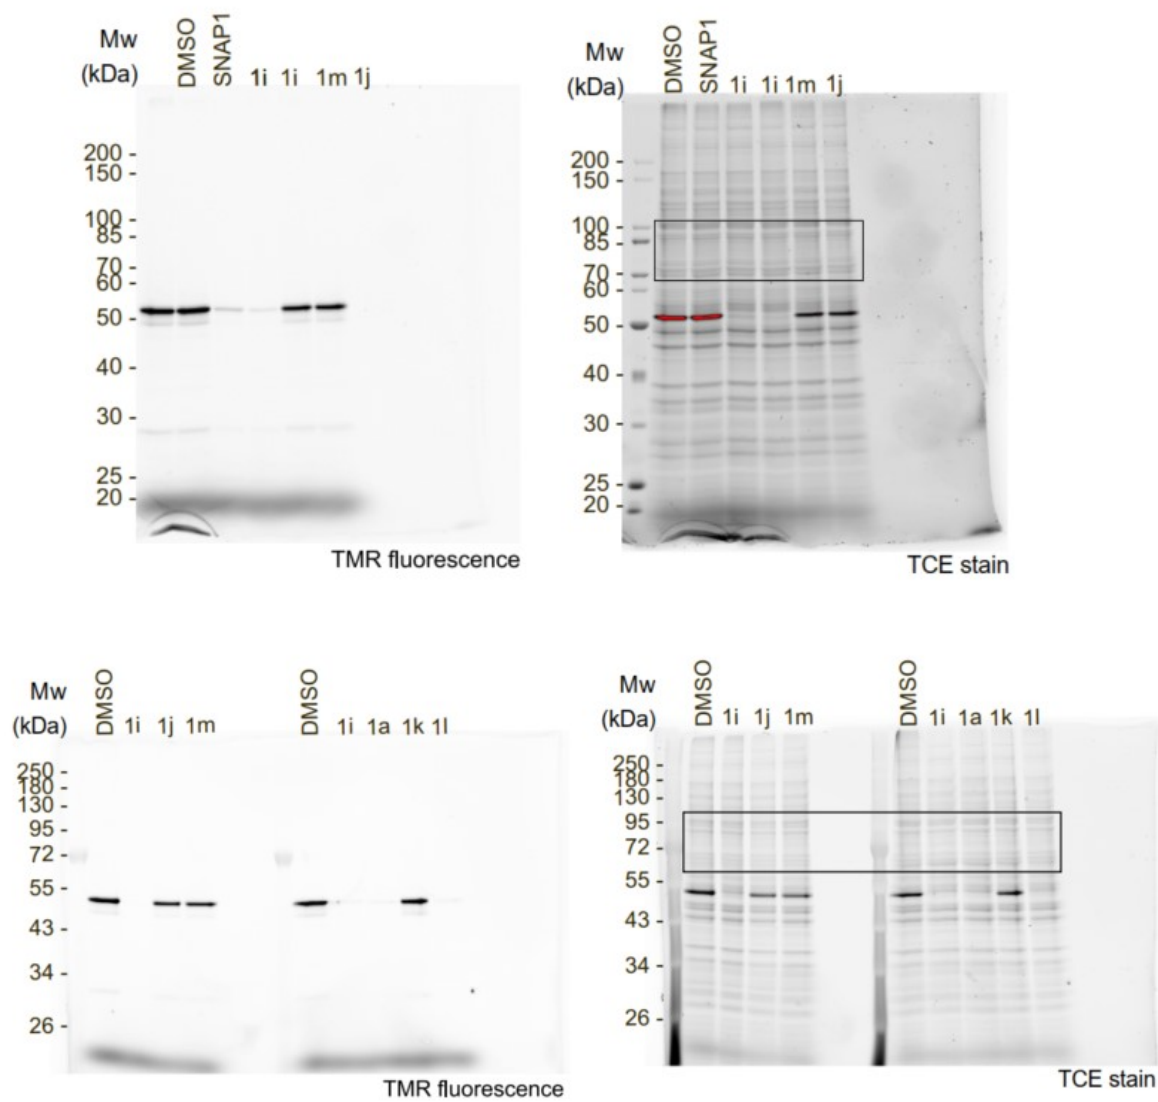 Mw
(kDa)
DMSO
SNAP1
1i
1i
1m
1j
200 -
150 -
100 -
85 -
70 -
60 -
50 -
40 -
30 -
25 -
20 -
TMR fluorescence
Mw
(kDa)
DMSO
SNAP1
1i
1i
1m
1j
200 -
150 -
100 -
85 -
70 -
60 -
50 -
40 -
30 -
25 -
20 -
TCE stain
Mw
(kDa)
DMSO
1i
1j
1m
DMSO
1i
1a
1k
1l
250 -
180 -
130 -
95 -
72 -
55 -
43 -
34 -
26 -
TMR fluorescence
Mw
(kDa)
DMSO
1i
1j
1m
DMSO
1i
1a
1k
1l
250 -
180 -
130 -
95 -
72 -
55 -
43 -
34 -
26 -
TCE stain